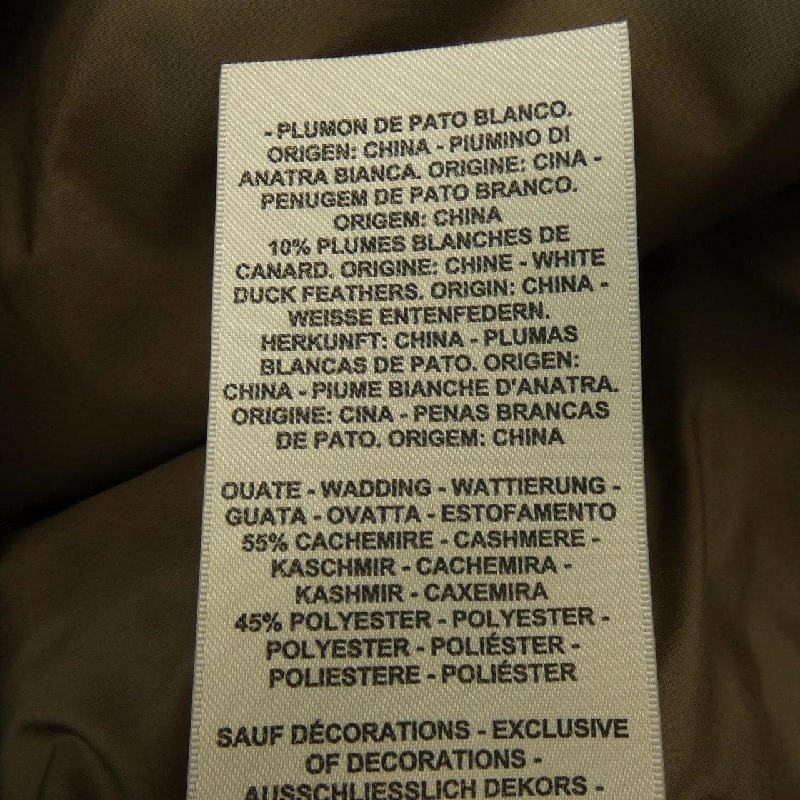 - PLUMON DE PATO BLANCO.
ORIGEN: CHINA - PIUMINO DI
ANATRA BIANCA. ORIGINE: CINA -
PENUGEM DE PATO BRANCO.
ORIGEM: CHINA
10% PLUMES BLANCHES DE
CANARD. ORIGINE: CHINE - WHITE
DUCK FEATHERS. ORIGIN: CHINA -
WEISSE ENTENFEDERN.
HERKUNFT: CHINA - PLUMAS
BLANCAS DE PATO. ORIGEN:
CHINA - PIUME BIANCHE D'ANATRA.
ORIGINE: CINA - PENAS BRANCAS
DE PATO. ORIGEM: CHINA
OUATE - WADDING - WATTIERUNG -
GUATA - OVATTA - ESTOFAMENTO
55% CACHEMIRE - CASHMERE -
KASCHMIR - CACHEMIRA -
KASHMIR - CAXEMIRA
45% POLYESTER - POLYESTER -
POLYESTER - POLIÉSTER -
POLIESTERE - POLIÉSTER
SAUF DÉCORATIONS - EXCLUSIVE
OF DECORATIONS -
AUSSCHLIESSLICH DEKORS -